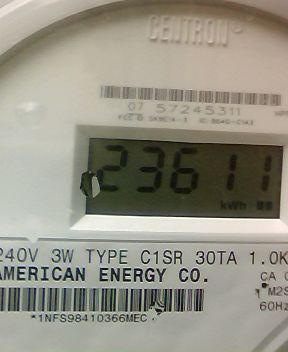 CENTRON
07 57245311
23611
kWh
240V 3W TYPE C1SR 30TA 1.0K
AMERICAN ENERGY CO.
CA
M2S
60Hz
*1NFS98410366MEC